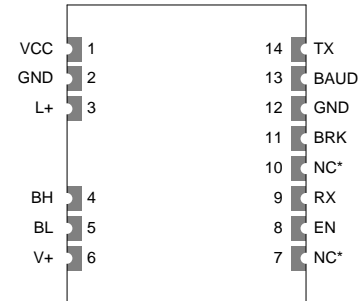 VCC 1 14 TX
GND 2 13 BAUD
L+ 3 12 GND
11 BRK
10 NC*
BH 4 9 RX
BL 5 8 EN
V+ 6 7 NC*